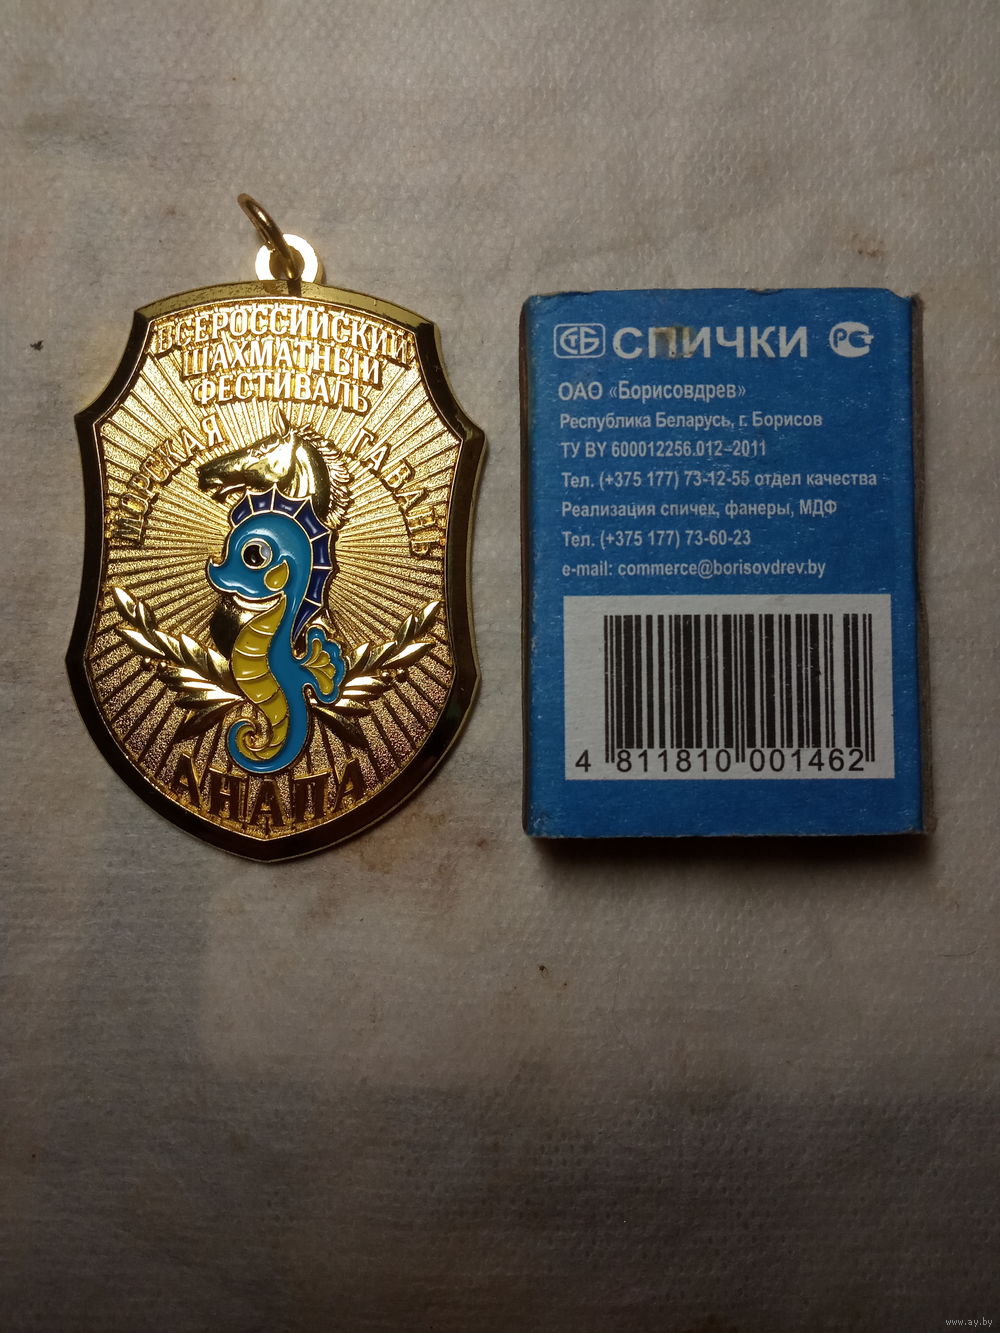 ВСЕРОССИЙСКИЙ
ШАХМАТНЫЙ
ФЕСТИВАЛЬ
МОРСКАЯ ГАВАНЬ
АНАПА
СТБ СПИЧКИ РСТ
ОАО «Борисовдрев»
Республика Беларусь, г. Борисов
ТУ BY 600012256.012–2011
Тел. (+375 177) 73-12-55 отдел качества
Реализация спичек, фанеры, МДФ
Тел. (+375 177) 73-60-23
e-mail: commerce@borisovdrev.by
4 811810 001462
www.ay.by